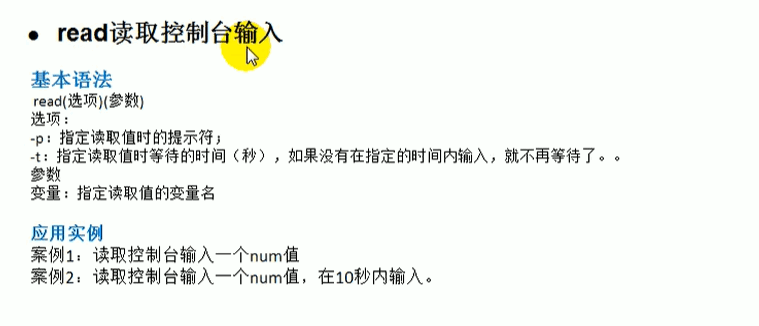 • read读取控制台输入
基本语法
read(选项)(参数)
选项：
-p：指定读取值时的提示符；
-t：指定读取值时等待的时间（秒），如果没有在指定的时间内输入，就不再等待了。。
参数
变量：指定读取值的变量名
应用实例
案例1：读取控制台输入一个num值
案例2：读取控制台输入一个num值，在10秒内输入。